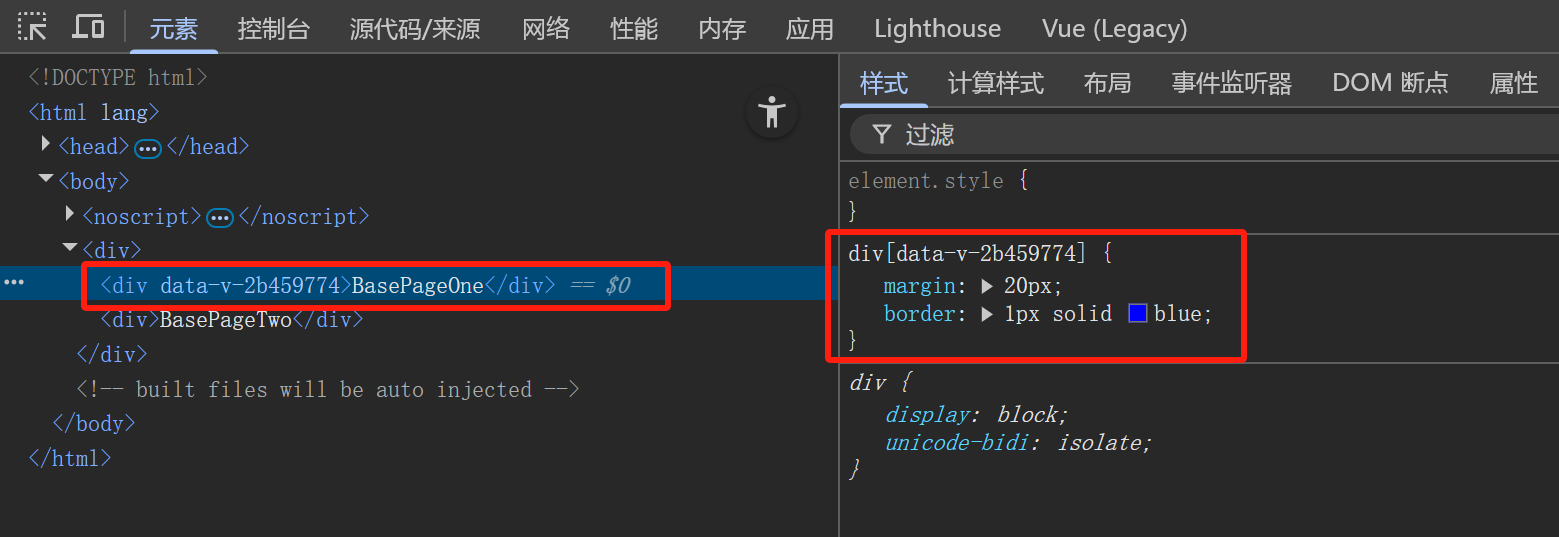 元素 控制台 源代码/来源 网络 性能 内存 应用 Lighthouse Vue (Legacy)
<!DOCTYPE html>
<html lang>
<head> ••• </head>
<body>
<noscript> ••• </noscript>
<div>
••• <div data-v-2b459774>BasePageOne</div> == $0
<div>BasePageTwo</div>
</div>
<!-- built files will be auto injected -->
</body>
</html>
样式 计算样式 布局 事件监听器 DOM 断点 属性
过滤
element.style {
}
div[data-v-2b459774] {
margin: 20px;
border: 1px solid blue;
}
div {
display: block;
unicode-bidi: isolate;
}